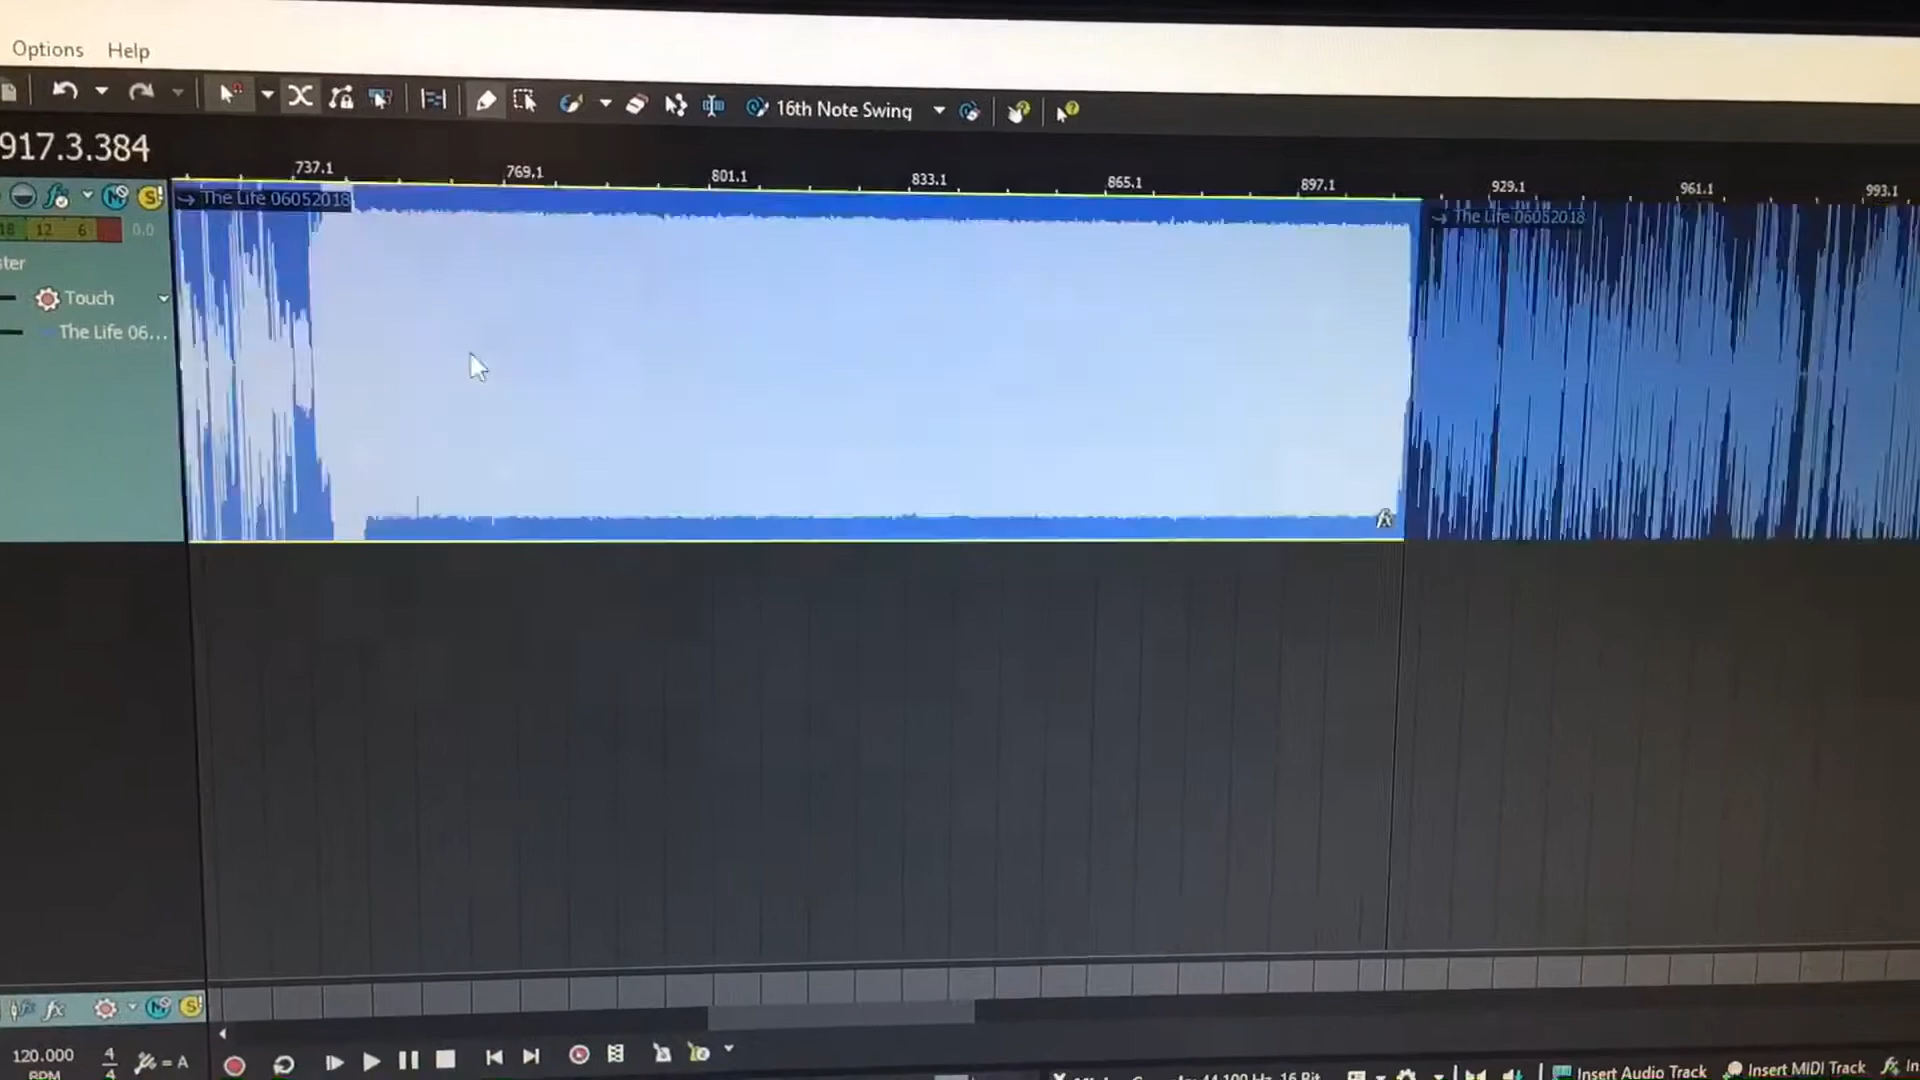 Options Help
16th Note Swing
917.3.384
737.1 769.1 801.1 833.1 865.1 897.1 929.1 961.1 993.1
The Life 06052018
The Life 06052018
18 12 6 0.0
ter
Touch
The Life 06...
120.000
BPM
4
4
= A
44,100 Hz, 16 Bit
Insert Audio Track
Insert MIDI Track
In